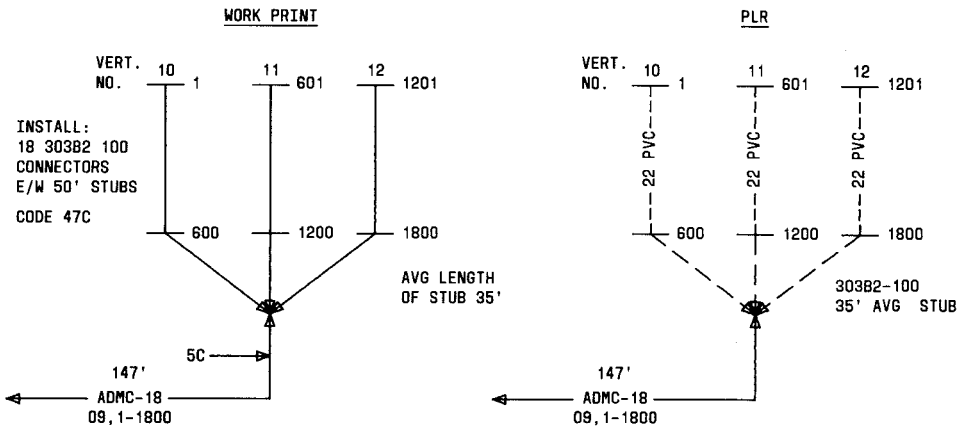 WORK PRINT
VERT. NO.
10
1
11
601
12
1201
INSTALL:
18 303B2 100
CONNECTORS
E/W 50' STUBS
CODE 47C
600
1200
1800
AVG LENGTH
OF STUB 35'
5C
147'
ADMC-18
09,1-1800
PLR
VERT. NO.
10
1
11
601
12
1201
22 PVC
22 PVC
22 PVC
600
1200
1800
303B2-100
35' AVG STUB
147'
ADMC-18
09,1-1800